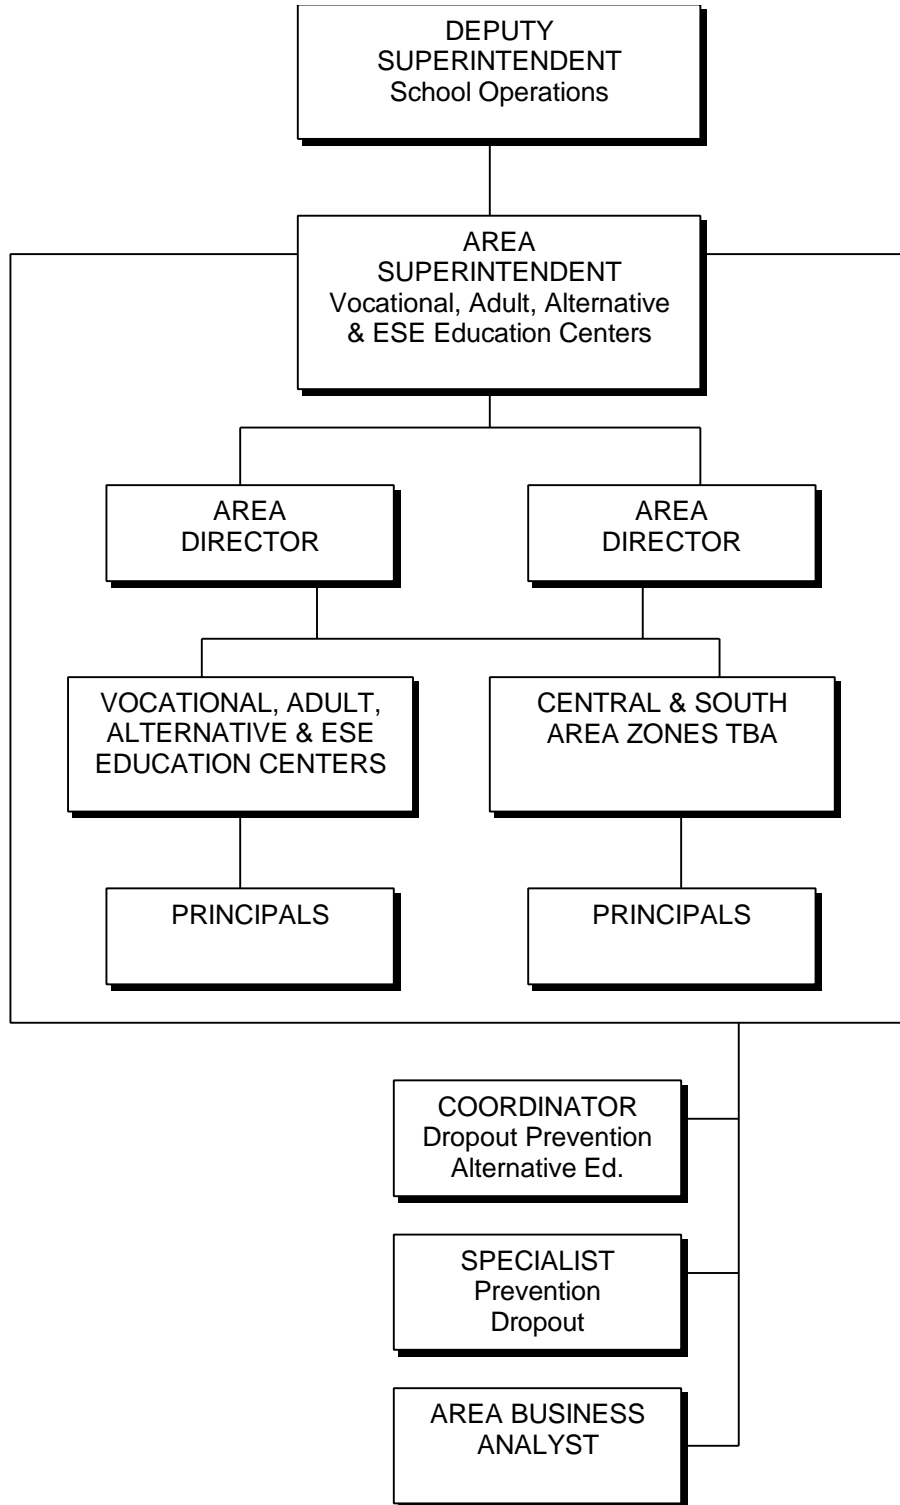 DEPUTY
SUPERINTENDENT
School Operations
AREA
SUPERINTENDENT
Vocational, Adult, Alternative
& ESE Education Centers
AREA
DIRECTOR
AREA
DIRECTOR
VOCATIONAL, ADULT,
ALTERNATIVE & ESE
EDUCATION CENTERS
CENTRAL & SOUTH
AREA ZONES TBA
PRINCIPALS
PRINCIPALS
COORDINATOR
Dropout Prevention
Alternative Ed.
SPECIALIST
Prevention
Dropout
AREA BUSINESS
ANALYST